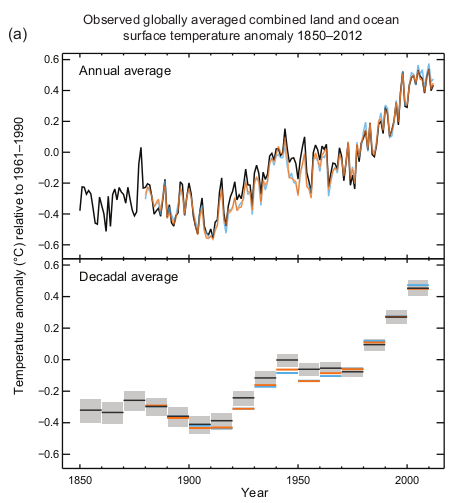 Observed globally averaged combined land and ocean
surface temperature anomaly 1850–2012
(a)
Annual average
0.6
0.4
0.2
0.0
−0.2
−0.4
−0.6
Temperature anomaly (°C) relative to 1961–1990
Decadal average
0.6
0.4
0.2
0.0
−0.2
−0.4
−0.6
1850
1900
1950
2000
Year